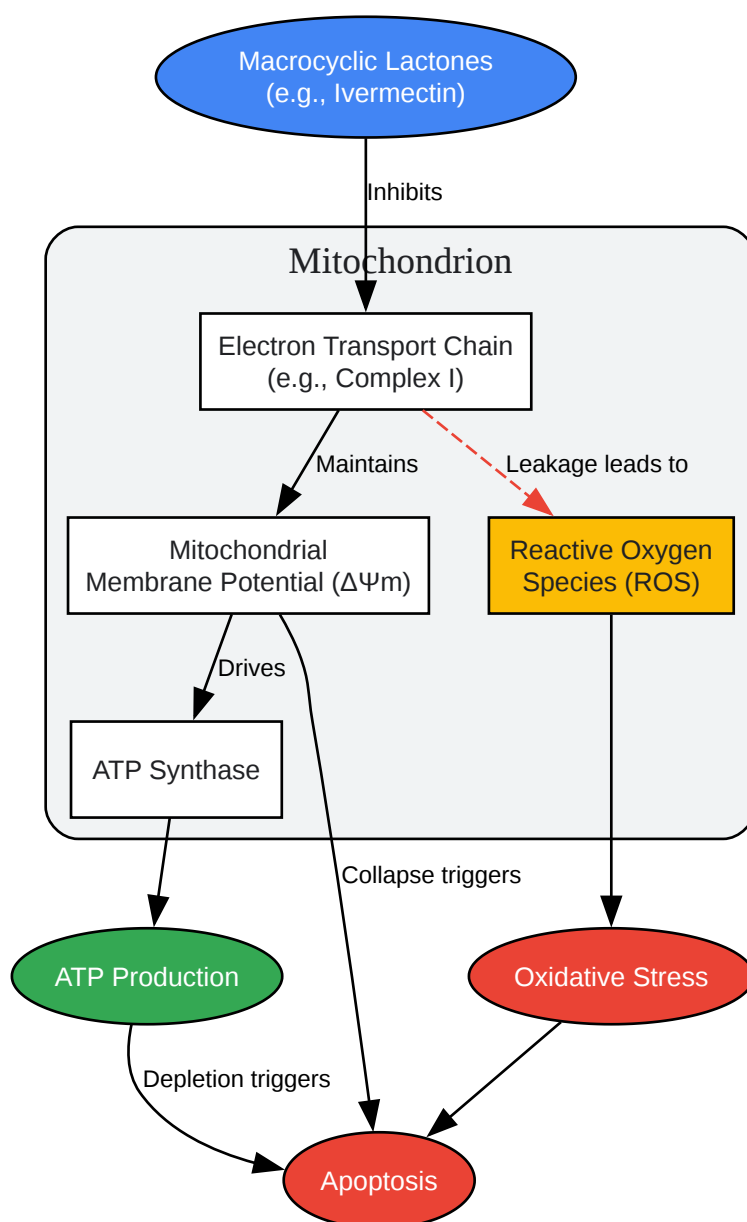 Macrocyclic Lactones
(e.g., Ivermectin)
Inhibits
Mitochondrion
Electron Transport Chain
(e.g., Complex I)
Maintains
Leakage leads to
Mitochondrial
Membrane Potential (ΔΨm)
Reactive Oxygen
Species (ROS)
Drives
ATP Synthase
Collapse triggers
ATP Production
Oxidative Stress
Depletion triggers
Apoptosis